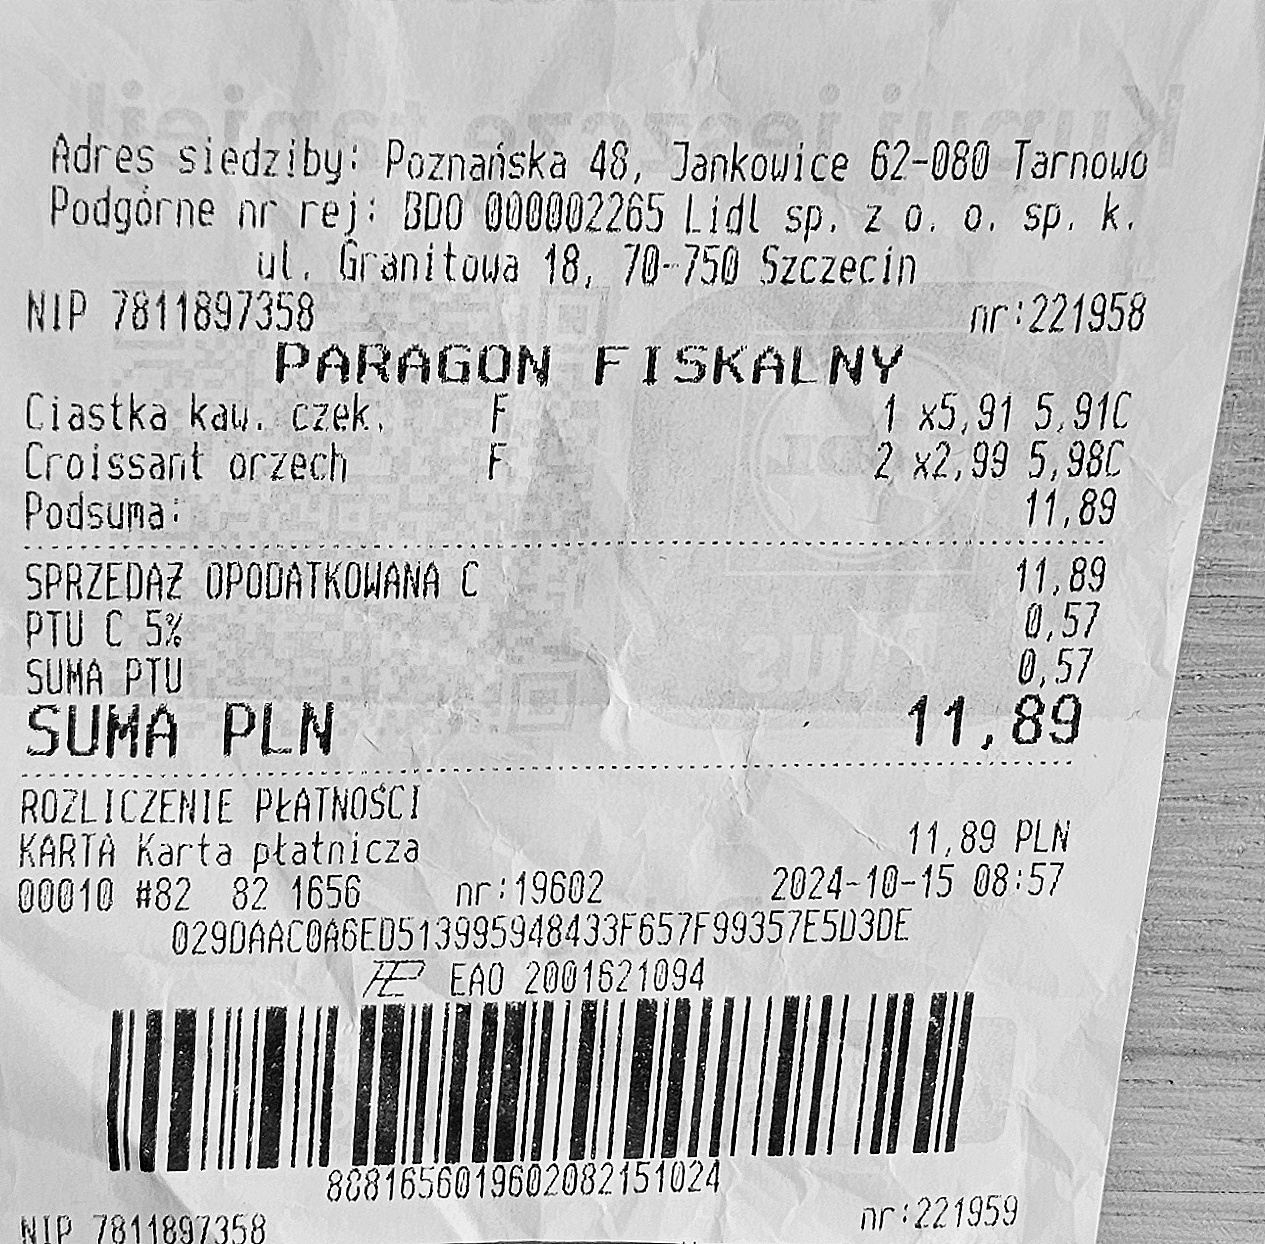 Kupuj jeszcze taniej!
Adres siedziby: Poznańska 48, Jankowice 62-080 Tarnowo
Podgórne nr rej: BDO 000002265 Lidl sp. z o. o. sp. k.
ul. Granitowa 18, 70-750 Szczecin
NIP 7811897358 nr:221958
PARAGON FISKALNY
Ciastka kaw. czek. F 1 x5,91 5,91C
Croissant orzech F 2 x2,99 5,98C
Podsuma: 11,89
SPRZEDAŻ OPODATKOWANA C 11,89
PTU C 5% 0,57
SUMA PTU 0,57
SUMA PLN 11,89
ROZLICZENIE PŁATNOŚCI
KARTA Karta płatnicza 11,89 PLN
00010 #82 82 1656 nr:19602 2024-10-15 08:57
029DAAC0A6ED513995948433F657F99357E5D3DE
EAO 2001621094
8081656019602082151024
NIP 7811897358 nr:221959